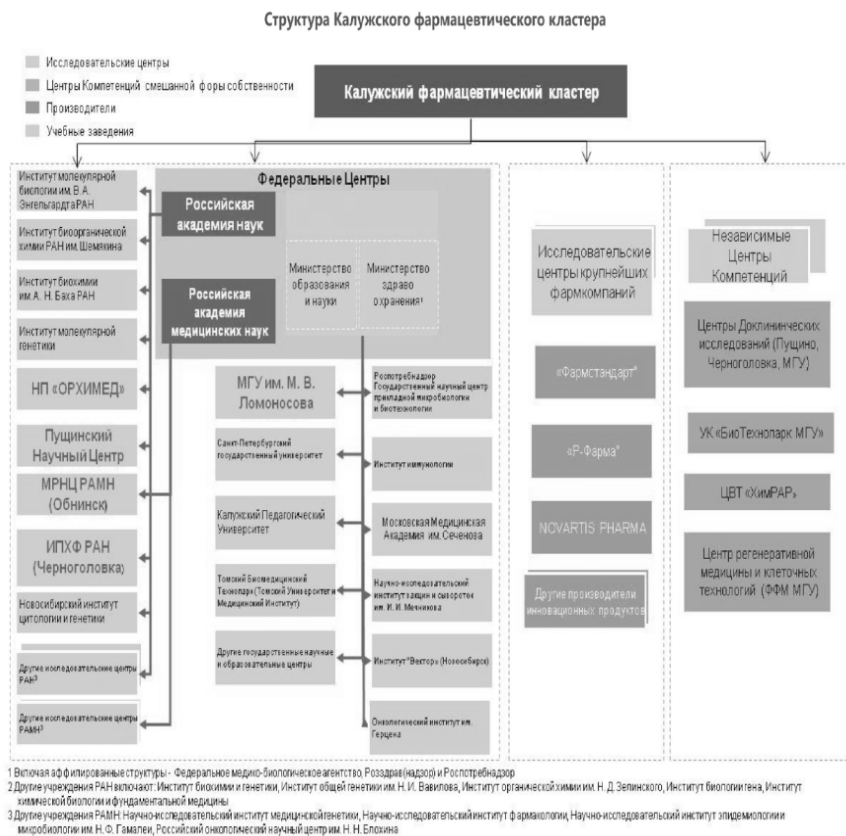 Структура Калужского фармацевтического кластера
Исследовательские центры
Центры Компетенций смешанной форы собственности
Производители
Учебные заведения
Калужский фармацевтический кластер
Институт молекулярной
биологии им. В.А.
Энгельгардта РАН
Институт биоорганической
химии РАН им. Шемякина
Институт биохимии
им. А. Н. Баха РАН
Институт молекулярной
генетики
НП «ОРХИМЕД»
Пущинский
Научный Центр
МРНЦ РАМН
(Обнинск)
ИПХФ РАН
(Черноголовка)
Новосибирский институт
цитологии и генетики
Другие исследовательские центры
РАН³
Другие исследовательские центры
РАМН³
Федеральные Центры
Российская
академия наук
Российская
академия
медицинских наук
Министерство
образования
и науки
Министерство
здраво
охранения¹
МГУ им. М. В.
Ломоносова
Санкт-Петербургский
государственный университет
Калужский Педагогический
Университет
Томский Биомедицинский
Технопарк (Томский Университет и
Медицинский Институт)
Другие государственные научные
и образовательные центры
Роспотребнадзор
Государственный научный центр
прикладной микробиологии
и биотехнологии
Институт иммунологии
Московская Медицинская
Академия им. Сеченова
Научно-исследовательский
институт вакцин и сывороток
им. И. И. Мечникова
Институт "Вектор" (Новосибирск)
Онкологический институт им.
Герцена
Исследовательские
центры крупнейших
фармкомпаний
«Фармстандарт"
«Р-Фарма"
NOVARTIS PHARMA
Другие производители
инновационных продуктов
Независимые
Центры
Компетенций
Центры Доклининческих
исследований (Пущино,
Черноголовка, МГУ)
УК «БиоТехнопарк МГУ»
ЦВТ «ХимРАР»
Центр регенеративной
медицины и клеточных
технологий (ФФМ МГУ)
1 Включая аффилированные структуры - Федеральное медико-биологическое агентство, Росздрав(надзор) и Роспотребнадзор
2 Другие учреждения РАН включают: Институт биохимии и генетики, Институт общей генетики им. Н. И. Вавилова, Институт органической химии им. Н. Д. Зелинского, Институт биологии гена, Институт
химической биологии и фундаментальной медицины
3 Другие учреждения РАМН: Научно-исследовательский институт медицинской генетики, Научно-исследовательский институт фармакологии, Научно-исследовательский институт эпидемиологии и
микробиологии им. Н. Ф. Гамалеи, Российский онкологический научный центр им. Н. Н. Блохина